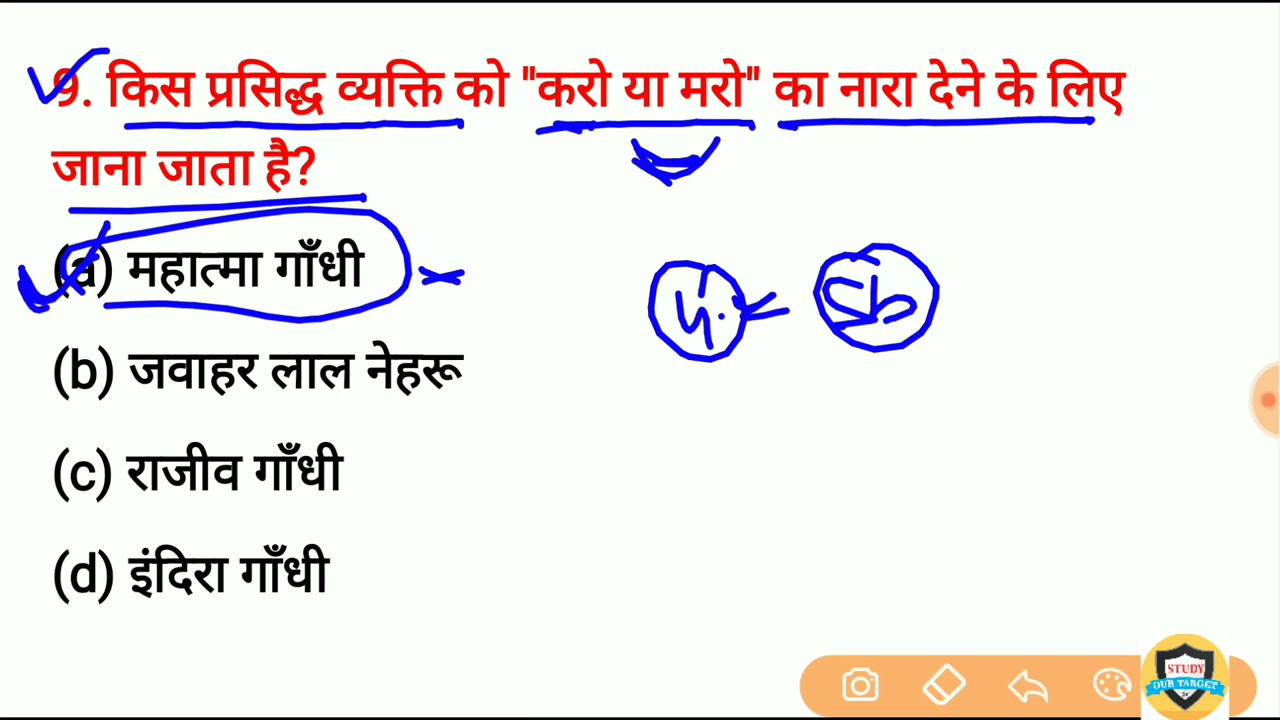 9. किस प्रसिद्ध व्यक्ति को "करो या मरो" का नारा देने के लिए
जाना जाता है?
(a) महात्मा गाँधी
(b) जवाहर लाल नेहरू
(c) राजीव गाँधी
(d) इंदिरा गाँधी
STUDY
OUR TARGET